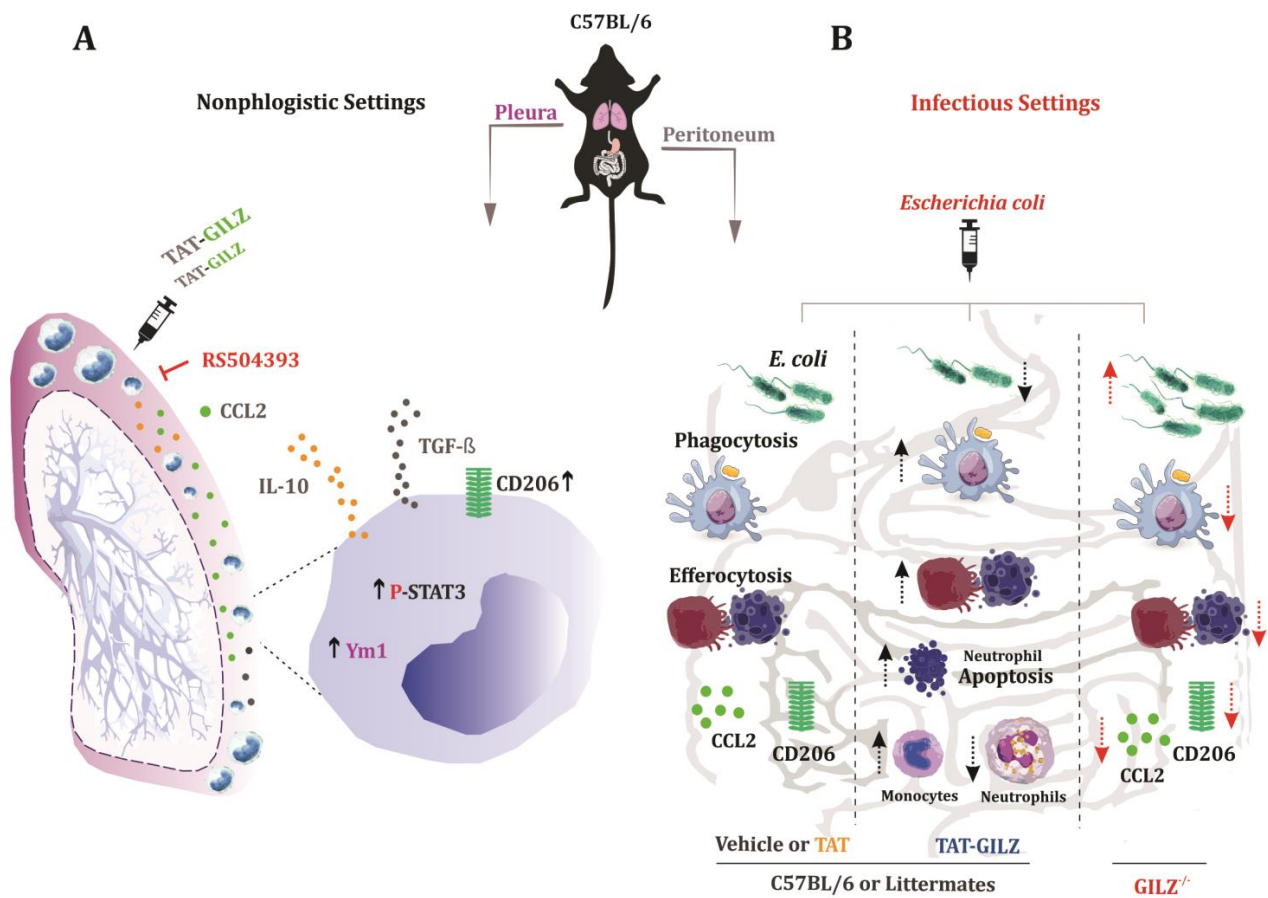 A
C57BL/6
B
Nonphlogistic Settings
Pleura
Peritoneum
Infectious Settings
Escherichia coli
TAT-GILZ
TAT-GILZ
RS504393
CCL2
IL-10
TGF-ß
CD206
P-STAT3
Ym1
E. coli
Phagocytosis
Efferocytosis
Neutrophil
Apoptosis
CCL2
CD206
Monocytes
Neutrophils
CCL2
CD206
Vehicle or TAT
TAT-GILZ
C57BL/6 or Littermates
GILZ-/-